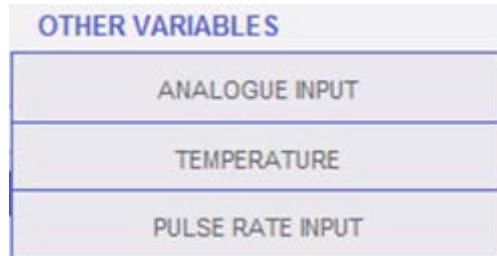 OTHER VARIABLES
ANALOGUE INPUT
TEMPERATURE
PULSE RATE INPUT